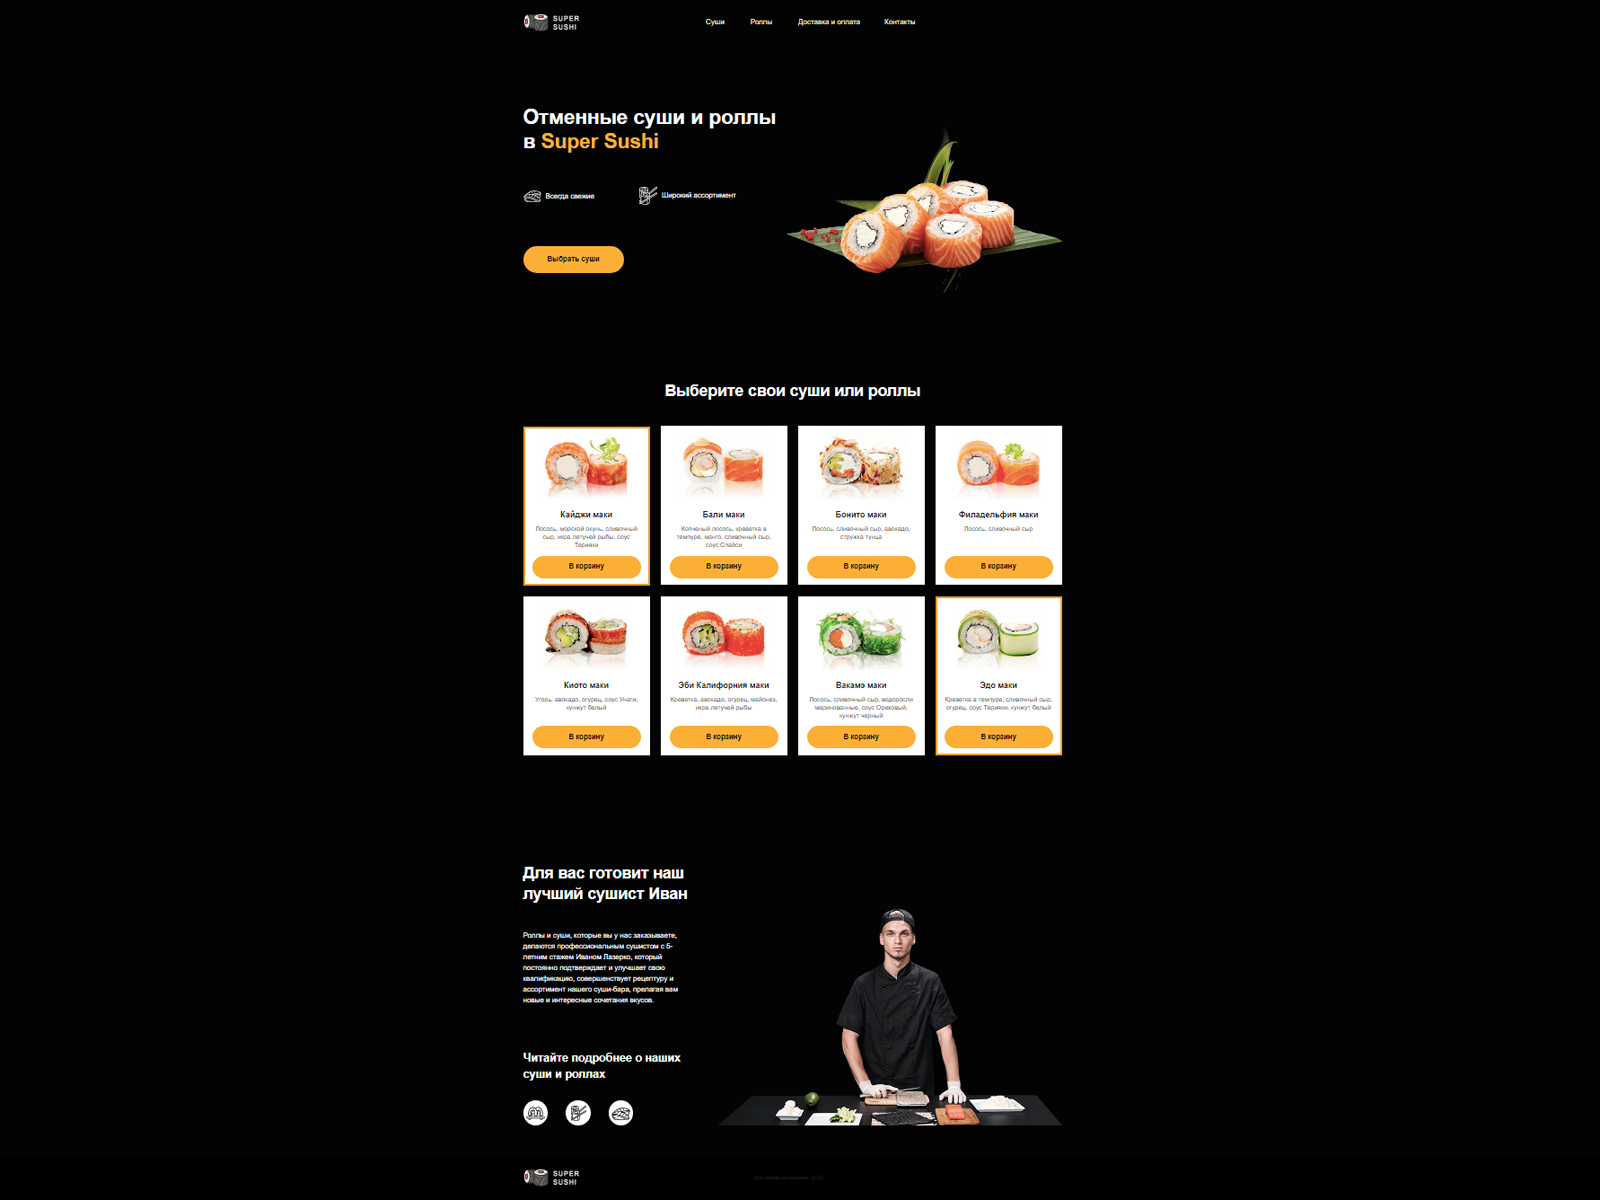 SUPER
SUSHI
Суши
Роллы
Доставка и оплата
Контакты
Отменные суши и роллы
в Super Sushi
Всегда свежие
Широкий ассортимент
Выбрать суши
Выберите свои суши или роллы
Кайджи маки
Лосось, морской окунь, сливочный
сыр, икра летучей рыбы, соус
Терияки
В корзину
Бали маки
Копченый лосось, креветка в
темпуре, манго, сливочный сыр,
соус Спайси
В корзину
Бонито маки
Лосось, сливочный сыр, авокадо,
стружка тунца
В корзину
Филадельфия маки
Лосось, сливочный сыр
В корзину
Киото маки
Угорь, авокадо, огурец, соус Унаги,
кунжут белый
В корзину
Эби Калифорния маки
Креветка, авокадо, огурец, майонез,
икра летучей рыбы
В корзину
Вакамэ маки
Лосось, сливочный сыр, водоросли
маринованные, соус Ореховый,
кунжут черный
В корзину
Эдо маки
Креветка в темпуре, сливочный сыр,
огурец, соус Терияки, кунжут белый
В корзину
Для вас готовит наш
лучший сушист Иван
Роллы и суши, которые вы у нас заказываете,
делаются профессиональным сушистом с 5-
летним стажем Иваном Лазерко, который
постоянно подтверждает и улучшает свою
квалификацию, совершенствует рецептуру и
ассортимент нашего суши-бара, прелагая вам
новые и интересные сочетания вкусов.
Читайте подробнее о наших
суши и роллах
SUPER
SUSHI